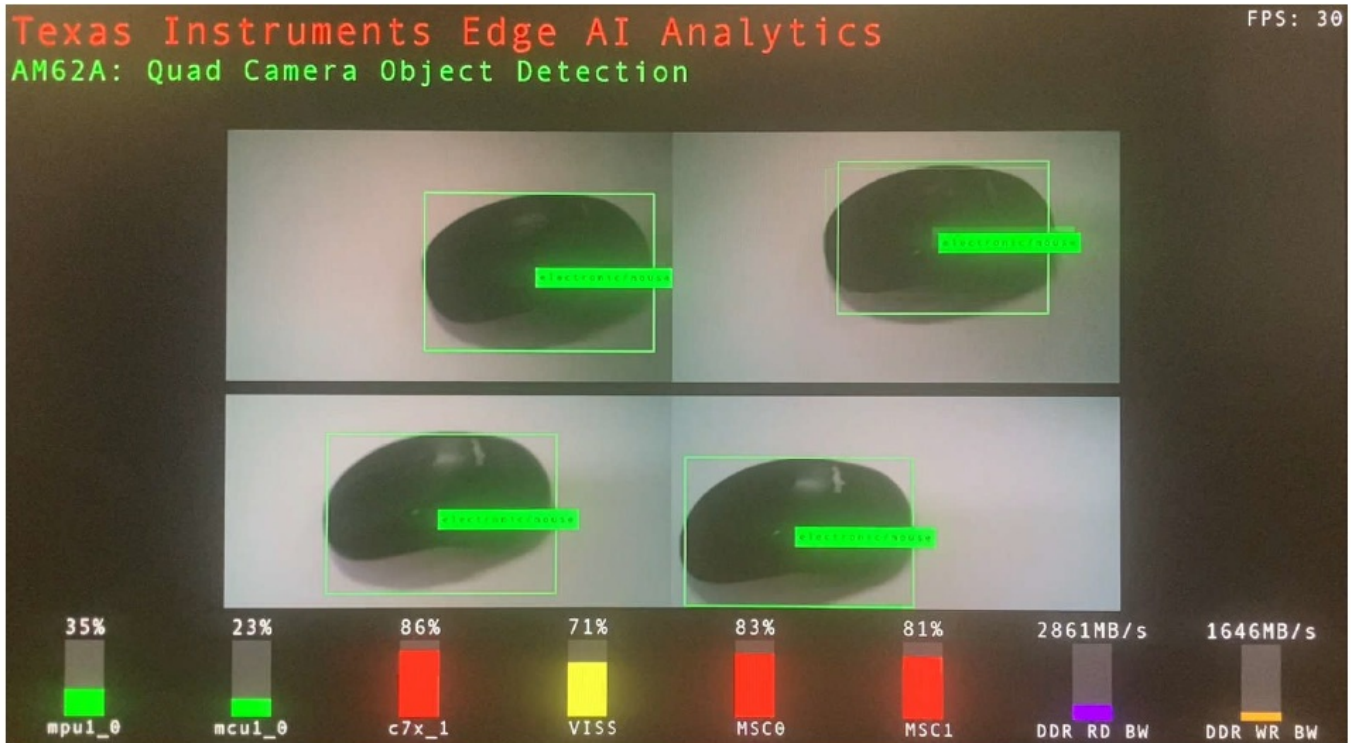 Texas Instruments Edge AI Analytics
FPS: 30
AM62A: Quad Camera Object Detection
electronic/mouse
electronic/mouse
electronic/mouse
electronic/mouse
35% 23% 86% 71% 83% 81% 2861MB/s 1646MB/s
mpu1_0 mcu1_0 c7x_1 VISS MSC0 MSC1 DDR RD BW DDR WR BW